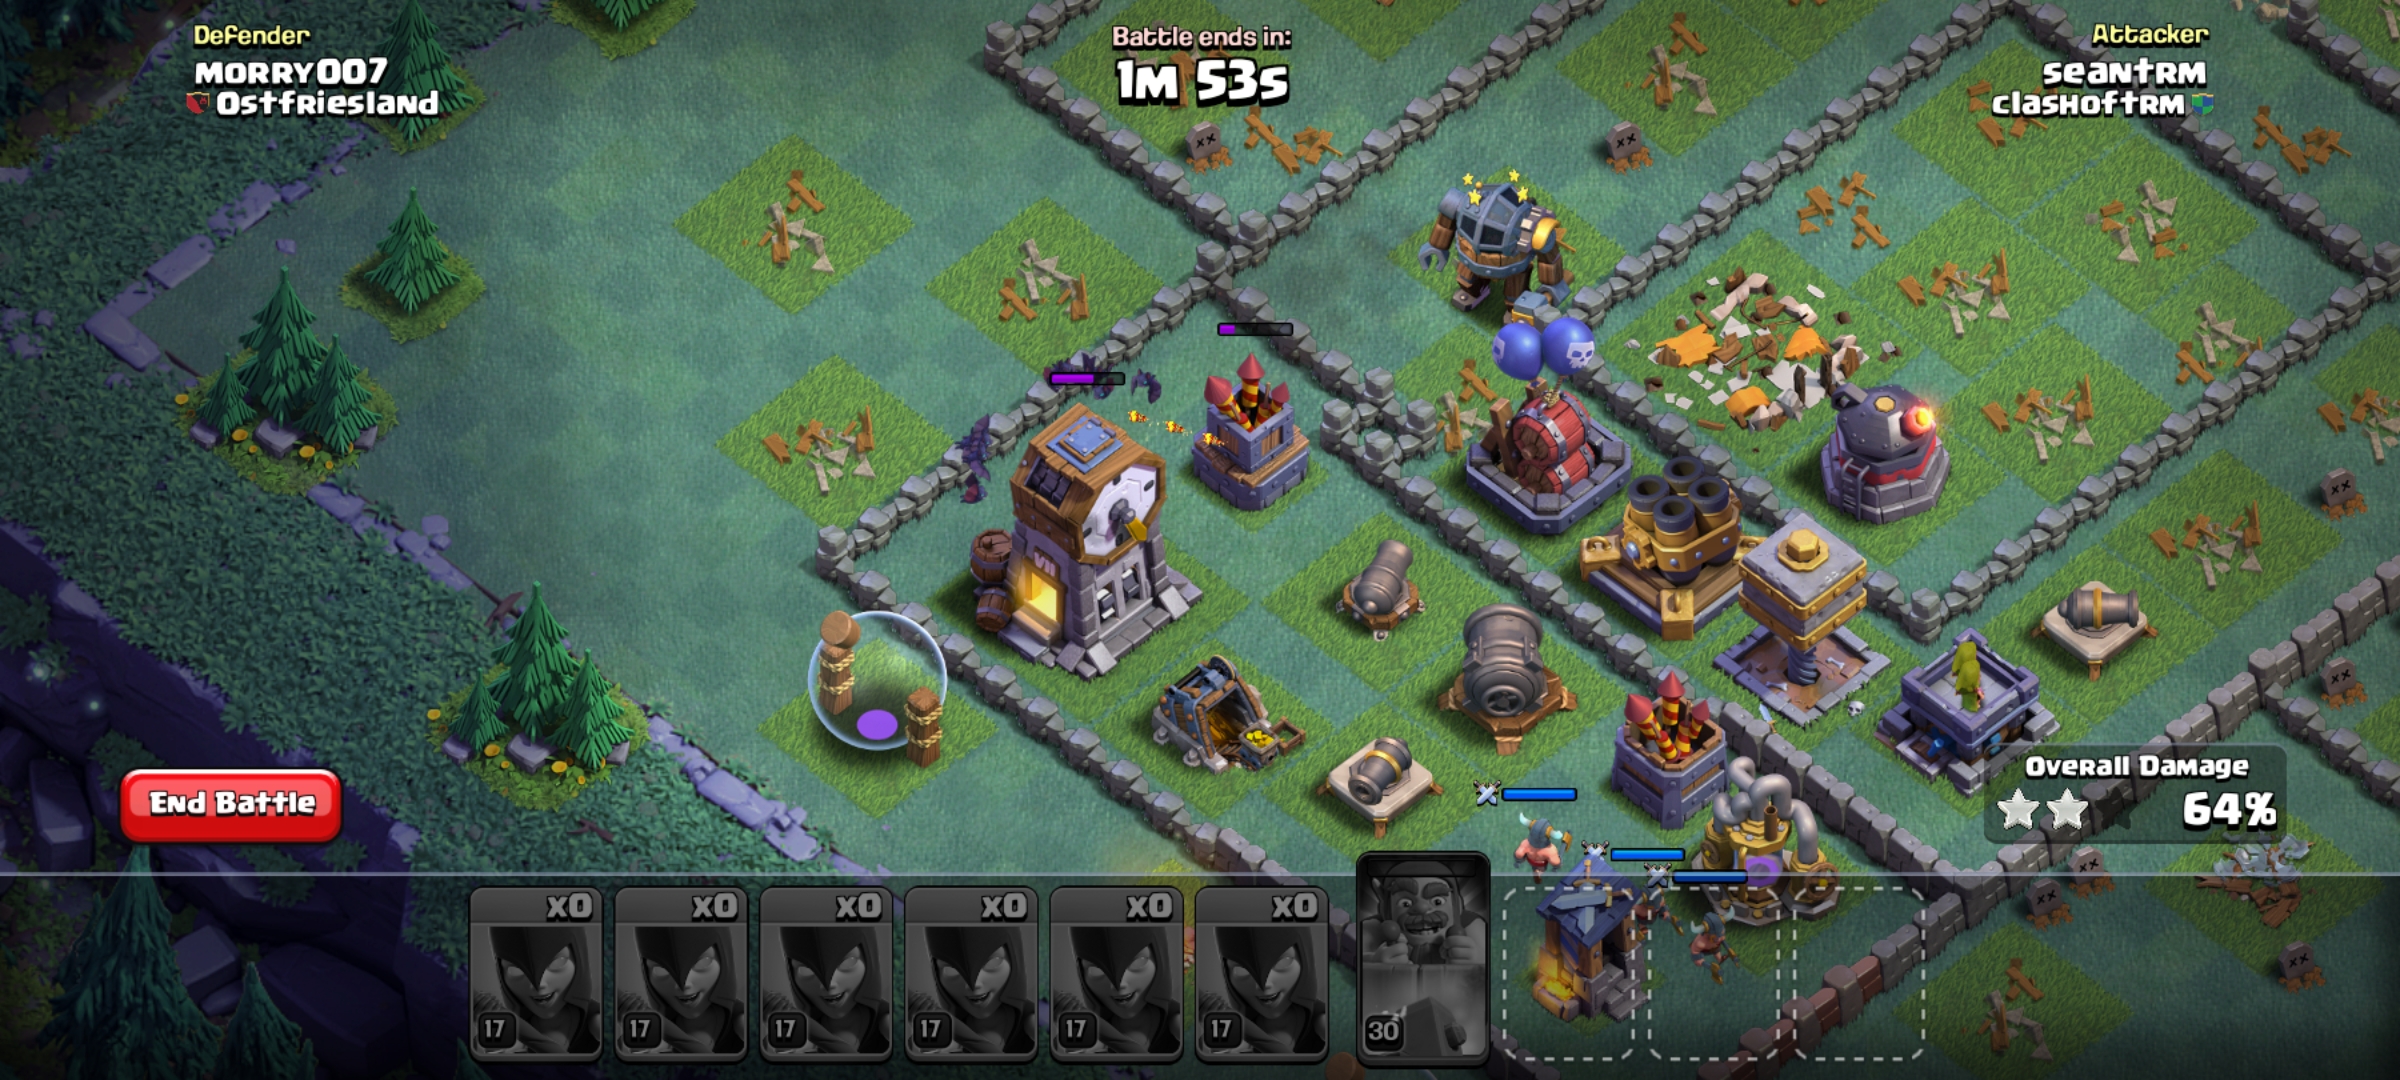 Defender
MORRY007
Ostfriesland
Battle ends in:
1M 53s
Attacker
seantRM
clashoftRM
VII
End Battle
Overall Damage
64%
x0
x0
x0
x0
x0
x0
17
17
17
17
17
17
30